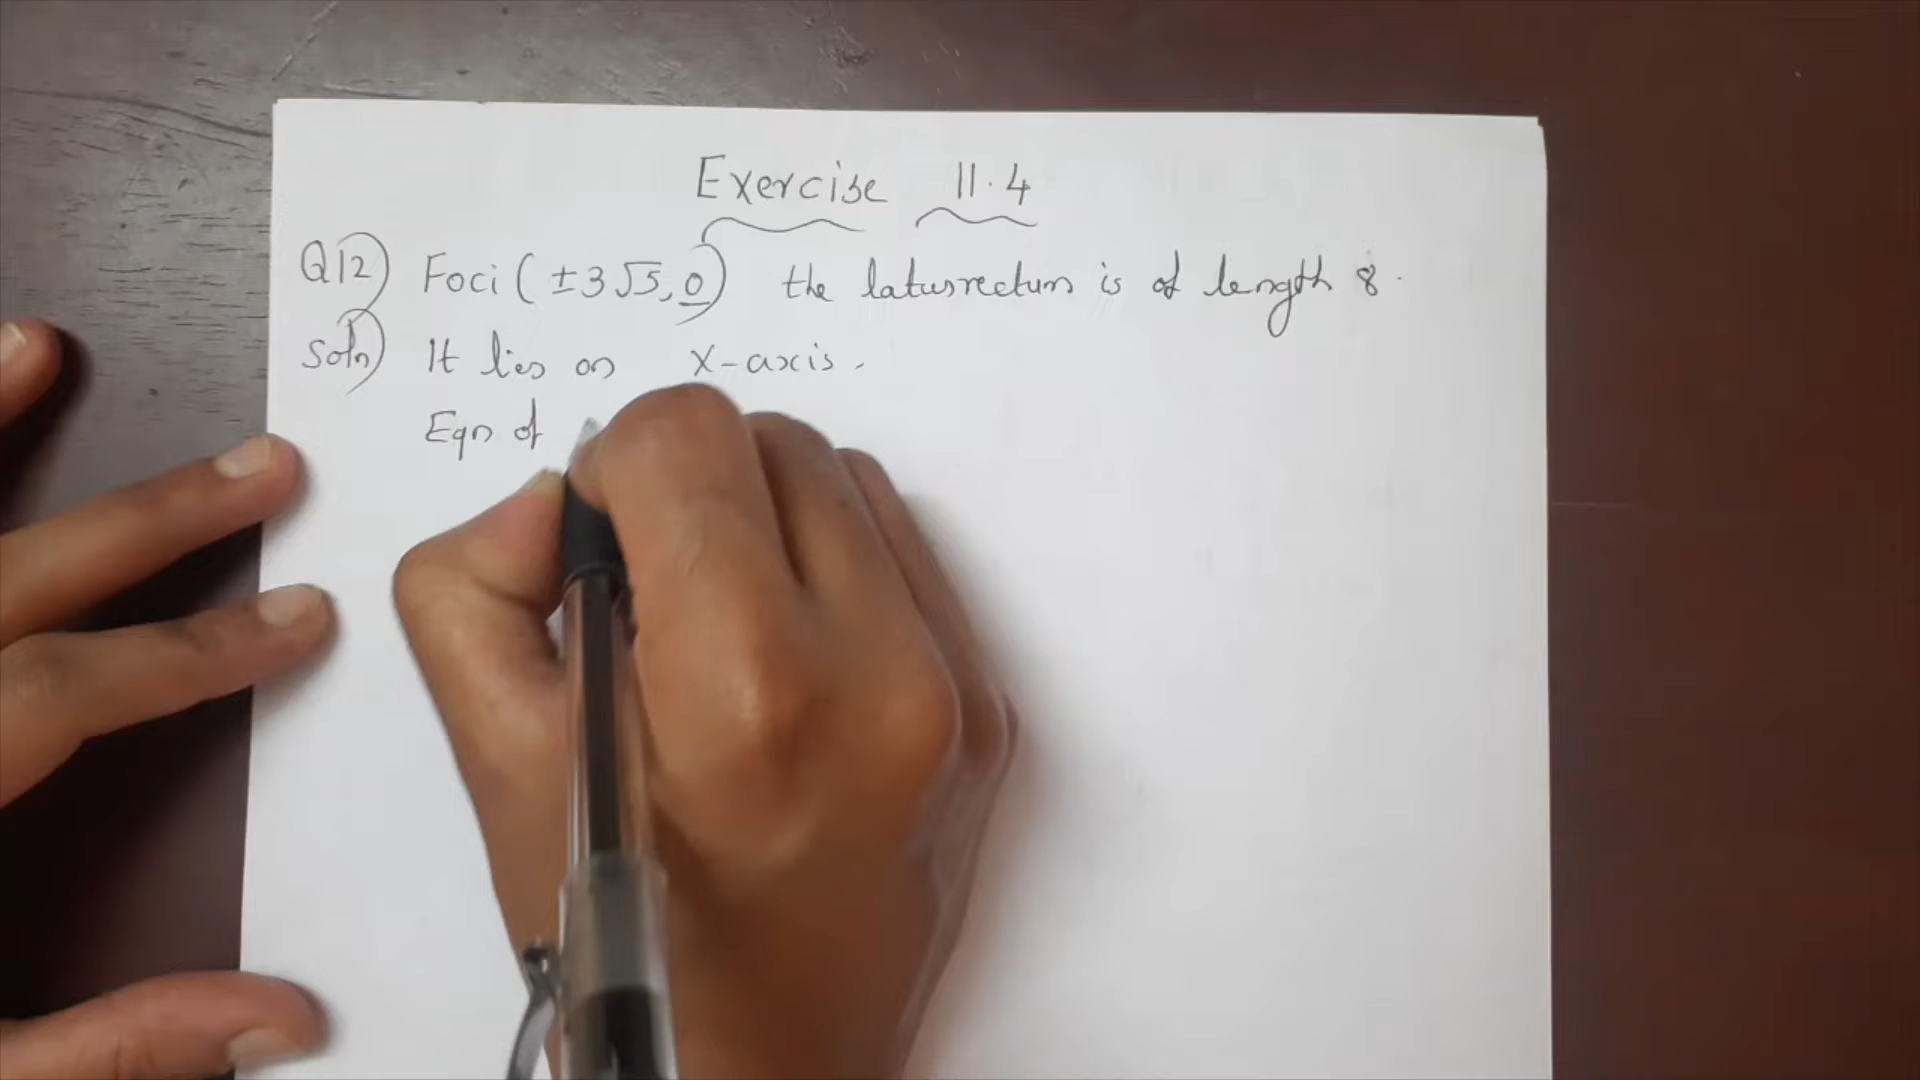 Exercise 11.4
Q12) Foci (±3√5, 0) the latusrectum is of length 8.
Soln) It lies on X-axis.
Eqn of